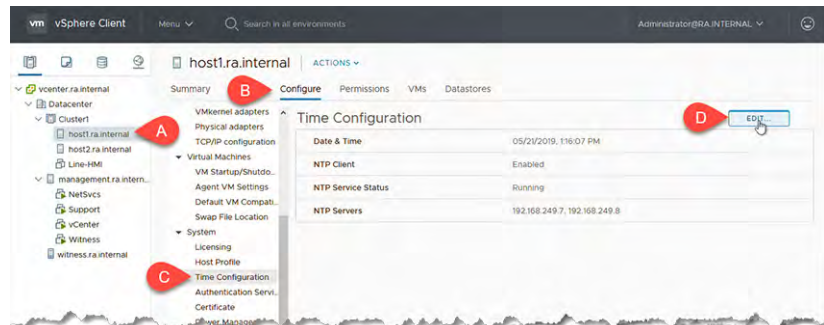 vm vSphere Client Menu Search in all environments Administrator@RA.INTERNAL
host1.ra.internal ACTIONS
Summary B Configure Permissions VMs Datastores
vcenter.ra.internal
Datacenter
Cluster1
host1.ra.internal A
host2.ra.internal
Line-HMI
management.ra.intern...
NetSvcs
Support
vCenter
Witness
witness.ra.internal
VMkernel adapters
Physical adapters
TCP/IP configuration
Virtual Machines
VM Startup/Shutdo...
Agent VM Settings
Default VM Compati...
Swap File Location
System
Licensing
Host Profile
C Time Configuration
Authentication Servi...
Certificate
Power Manage
Time Configuration D EDIT...
Date & Time 05/21/2019, 1:16:07 PM
NTP Client Enabled
NTP Service Status Running
NTP Servers 192.168.249.7, 192.168.249.8